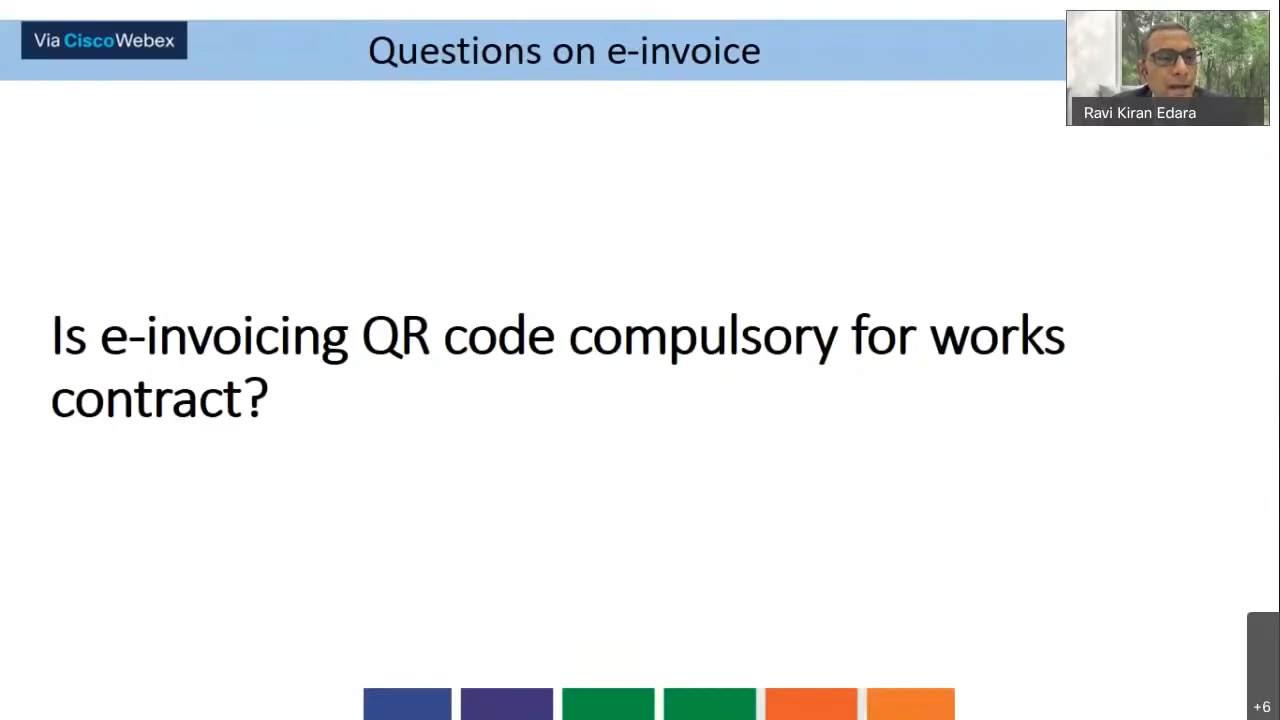 Via CiscoWebex
Questions on e-invoice
Ravi Kiran Edara
Is e-invoicing QR code compulsory for works
contract?
+6